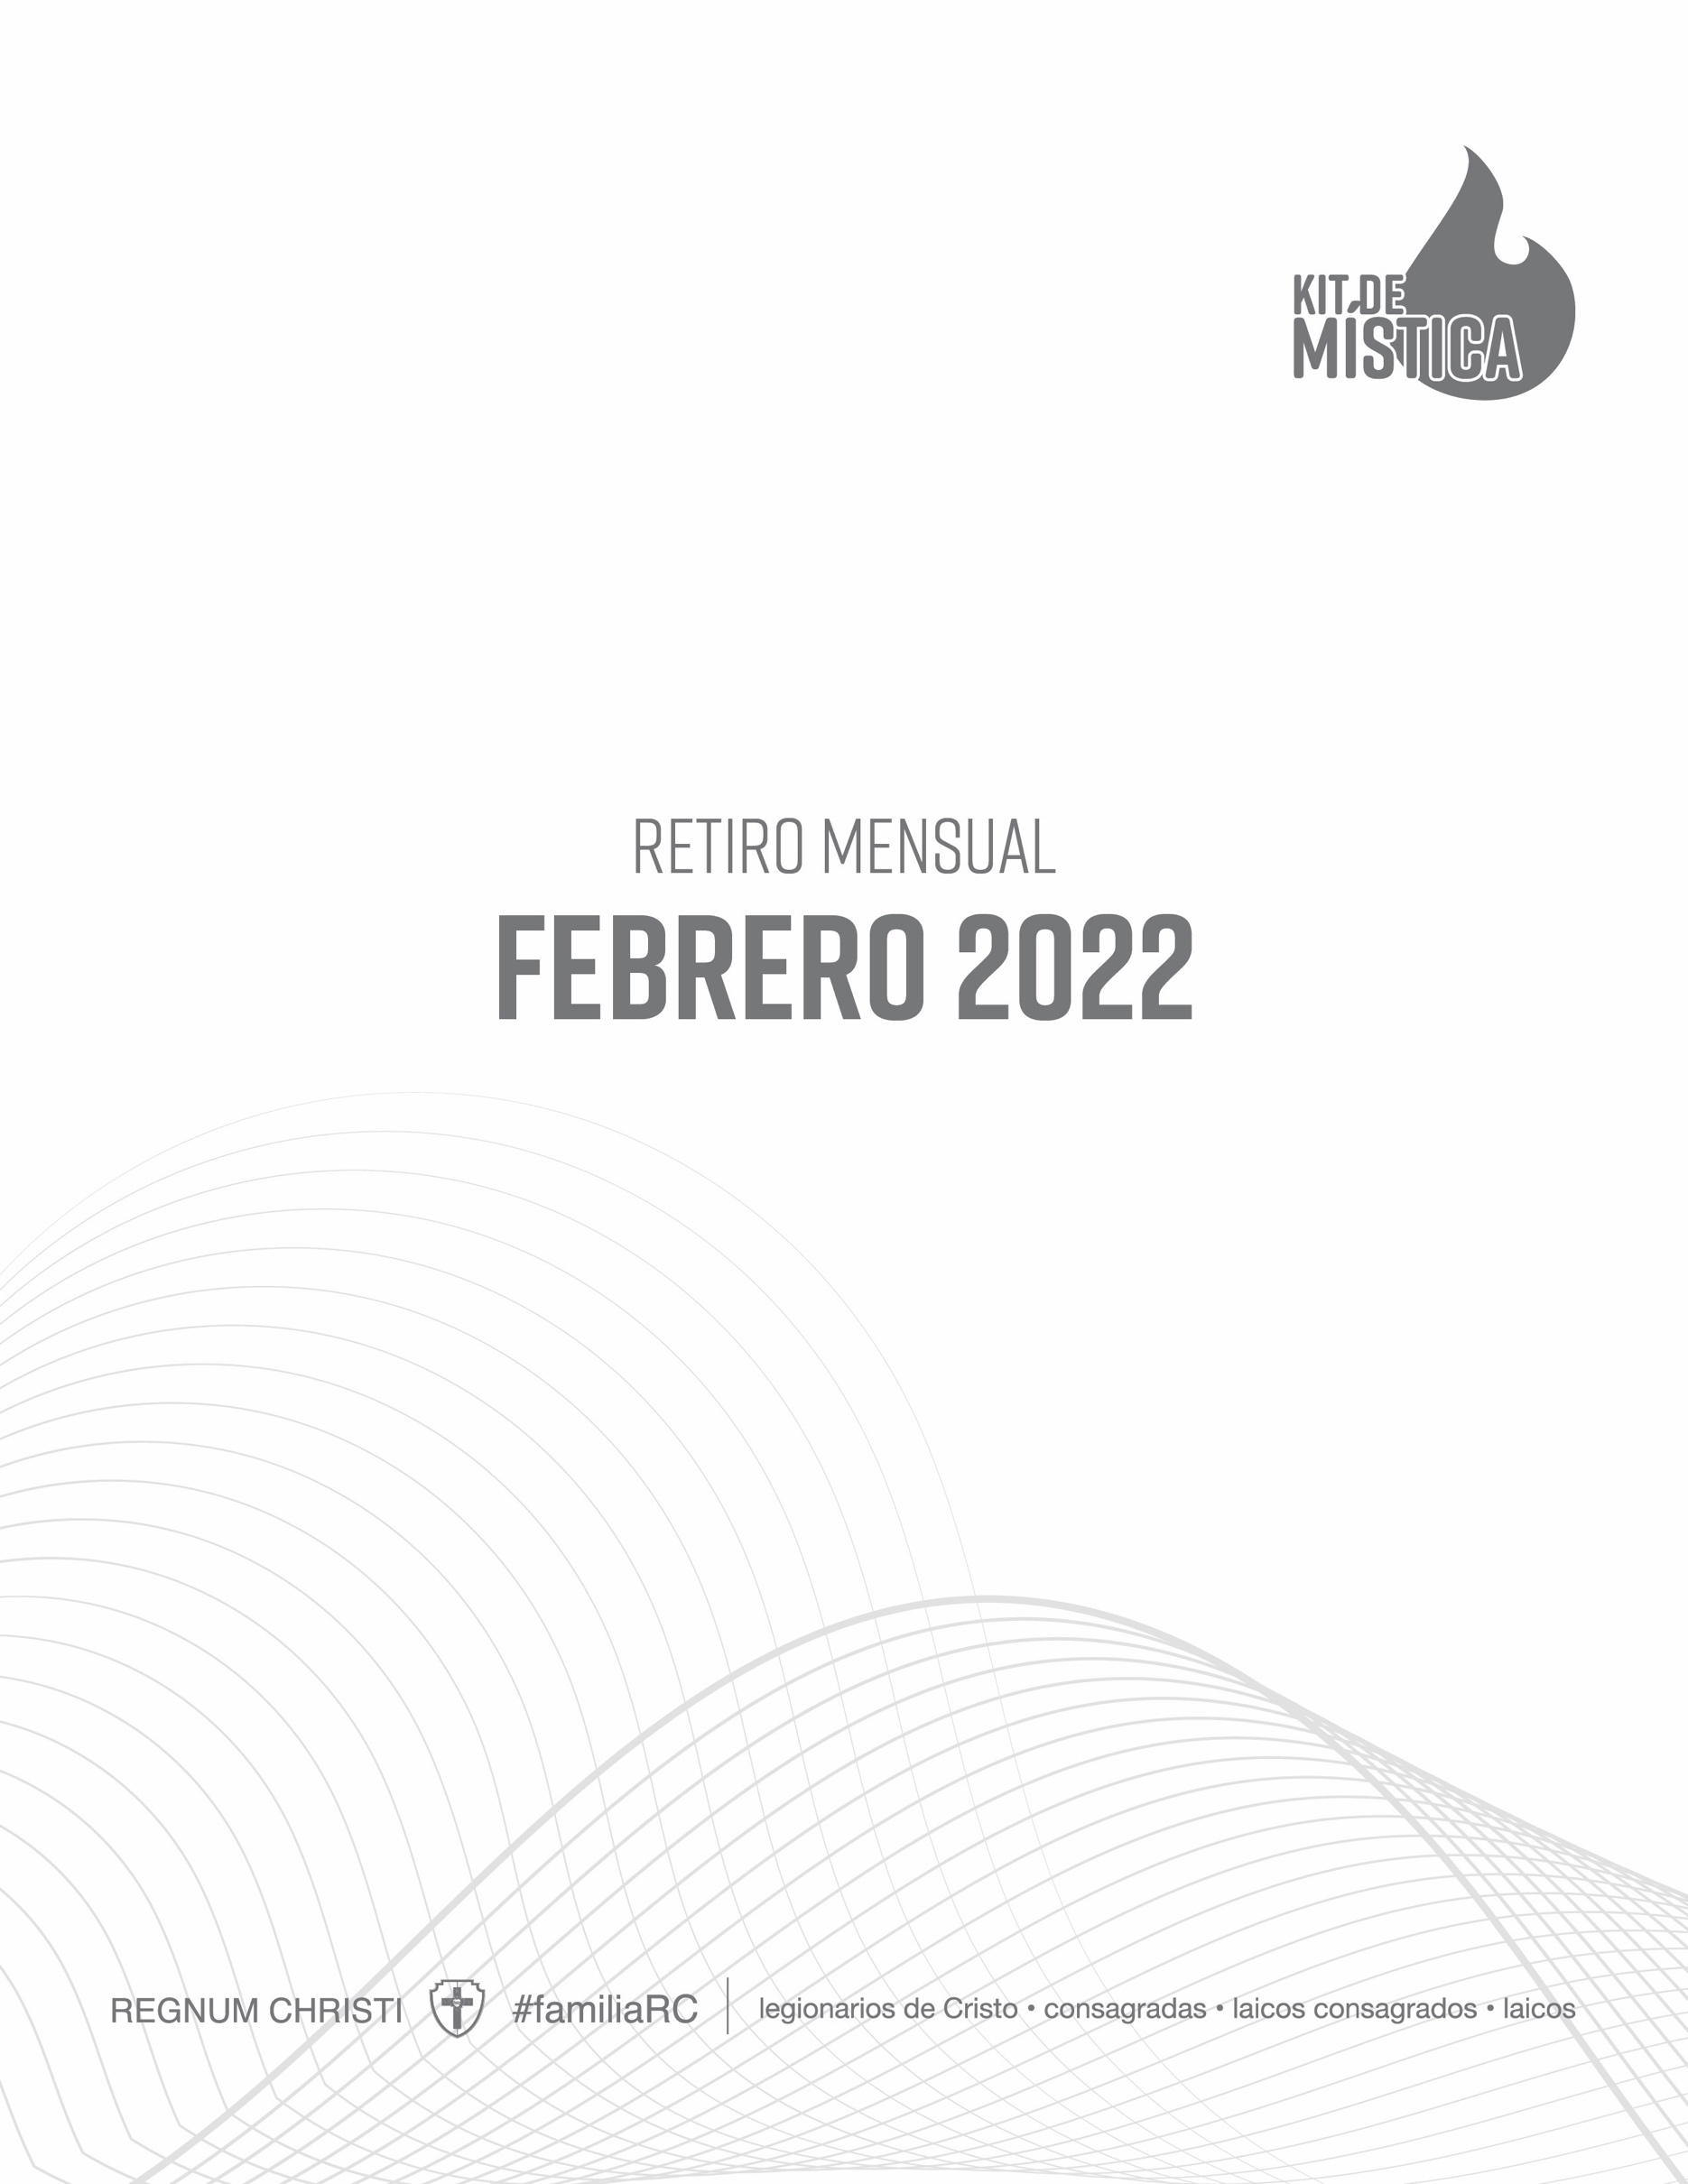 KIT DE
MÍSTICA
RETIRO MENSUAL
FEBRERO 2022
REGNUM CHRISTI #familiaRC legionarios de Cristo • consagradas • laicos consagrados • laicos